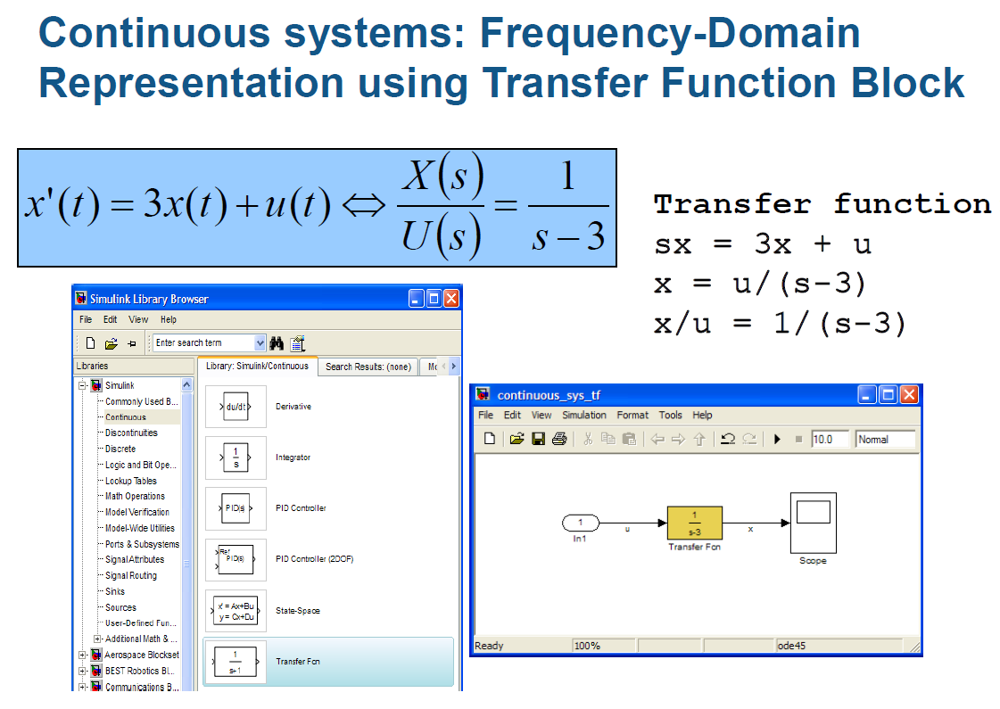 Continuous systems: Frequency-Domain
Representation using Transfer Function Block
x'(t) = 3x(t) + u(t) ⇔ X(s)/U(s) = 1/(s − 3)
Transfer function
sx = 3x + u
x = u/(s-3)
x/u = 1/(s-3)
Simulink Library Browser
File Edit View Help
Enter search term
Libraries
Library: Simulink/Continuous
Search Results: (none)
Mc
Simulink
Commonly Used B...
Continuous
Discontinuities
Discrete
Logic and Bit Ope...
Lookup Tables
Math Operations
Model Verification
Model-Wide Utilities
Ports & Subsystems
Signal Attributes
Signal Routing
Sinks
Sources
User-Defined Fun...
Additional Math & ...
Aerospace Blockset
BEST Robotics Bl...
Communications B...
du/dt
Derivative
1
s
Integrator
PID(s)
PID Controller
Ref
PID(s)
PID Controller (2DOF)
x' = Ax+Bu
y = Cx+Du
State-Space
1
s+1
Transfer Fcn
continuous_sys_tf
File Edit View Simulation Format Tools Help
10.0
Normal
1
In1
u
1
s-3
Transfer Fcn
x
Scope
Ready
100%
ode45